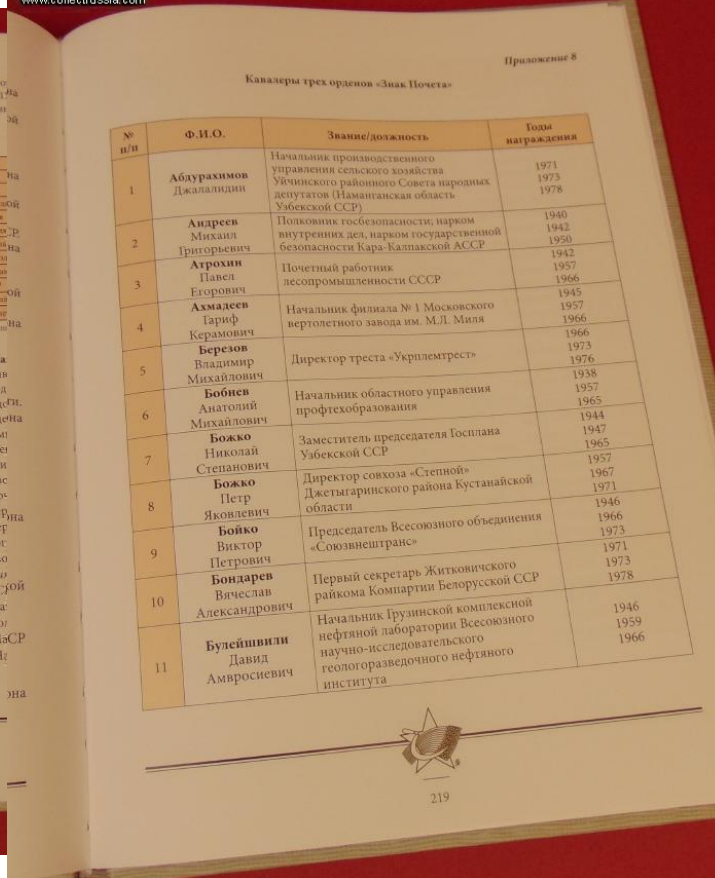 www.collectrussia.com
Приложение 8
Кавалеры трех орденов «Знак Почета»
№ п/п
Ф.И.О.
Звание/должность
Годы награждения
1
Абдурахимов
Джалалидин
Начальник производственного
управления сельского хозяйства
Уйчинского районного Совета народных
депутатов (Наманганская область
Узбекской ССР)
1971
1973
1978
2
Андреев
Михаил
Григорьевич
Полковник госбезопасности; нарком
внутренних дел, нарком государственной
безопасности Кара-Калпакской АССР
1940
1942
1950
3
Атрохин
Павел
Егорович
Почетный работник
лесопромышленности СССР
1942
1957
1966
4
Ахмадеев
Гариф
Керамович
Начальник филиала № 1 Московского
вертолетного завода им. М.Л. Миля
1945
1957
1966
5
Березов
Владимир
Михайлович
Директор треста «Укрплемтрест»
1966
1973
1976
6
Бобнев
Анатолий
Михайлович
Начальник областного управления
профтехобразования
1938
1957
1965
7
Божко
Николай
Степанович
Заместитель председателя Госплана
Узбекской ССР
1944
1947
1965
8
Божко
Петр
Яковлевич
Директор совхоза «Степной»
Джетыгаринского района Кустанайской
области
1957
1967
1971
9
Бойко
Виктор
Петрович
Председатель Всесоюзного объединения
«Союзвнештранс»
1946
1966
1973
10
Бондарев
Вячеслав
Александрович
Первый секретарь Житковичского
райкома Компартии Белорусской ССР
1971
1973
1978
11
Булейшвили
Давид
Амвросиевич
Начальник Грузинской комплексной
нефтяной лаборатории Всесоюзного
научно-исследовательского
геологоразведочного нефтяного
института
1946
1959
1966
219